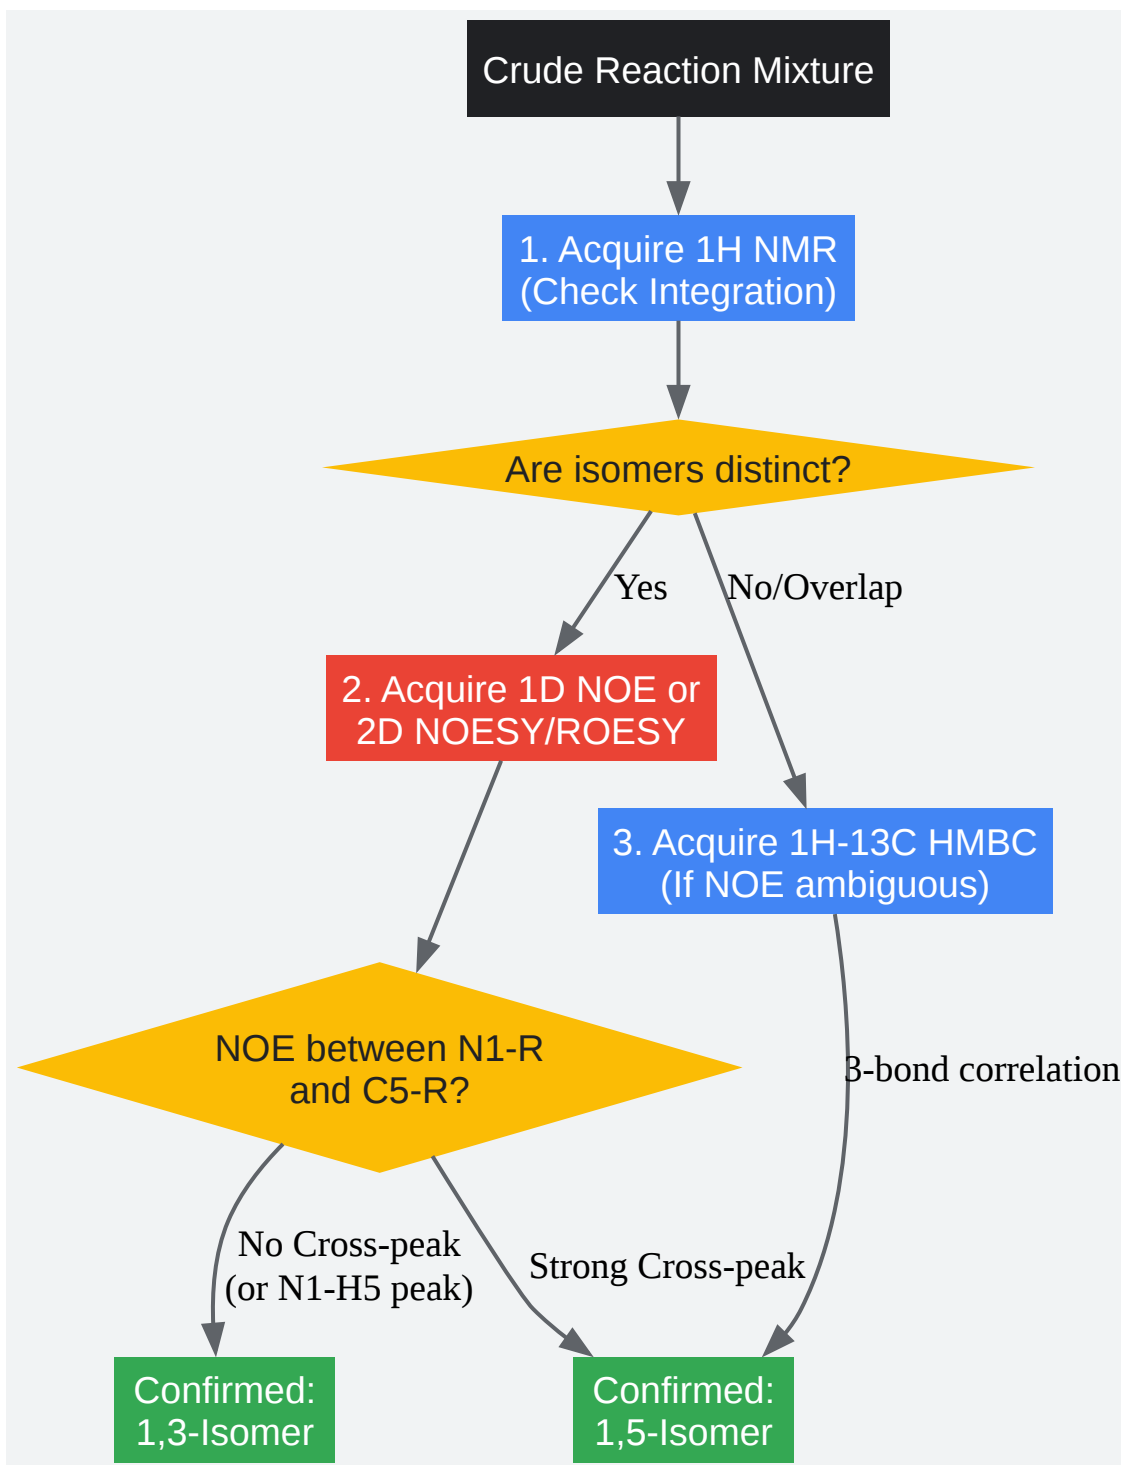 Crude Reaction Mixture
1. Acquire 1H NMR
(Check Integration)
Are isomers distinct?
Yes
No/Overlap
2. Acquire 1D NOE or
2D NOESY/ROESY
3. Acquire 1H-13C HMBC
(If NOE ambiguous)
NOE between N1-R
and C5-R?
3-bond correlation
No Cross-peak
(or N1-H5 peak)
Strong Cross-peak
Confirmed:
1,3-Isomer
Confirmed:
1,5-Isomer